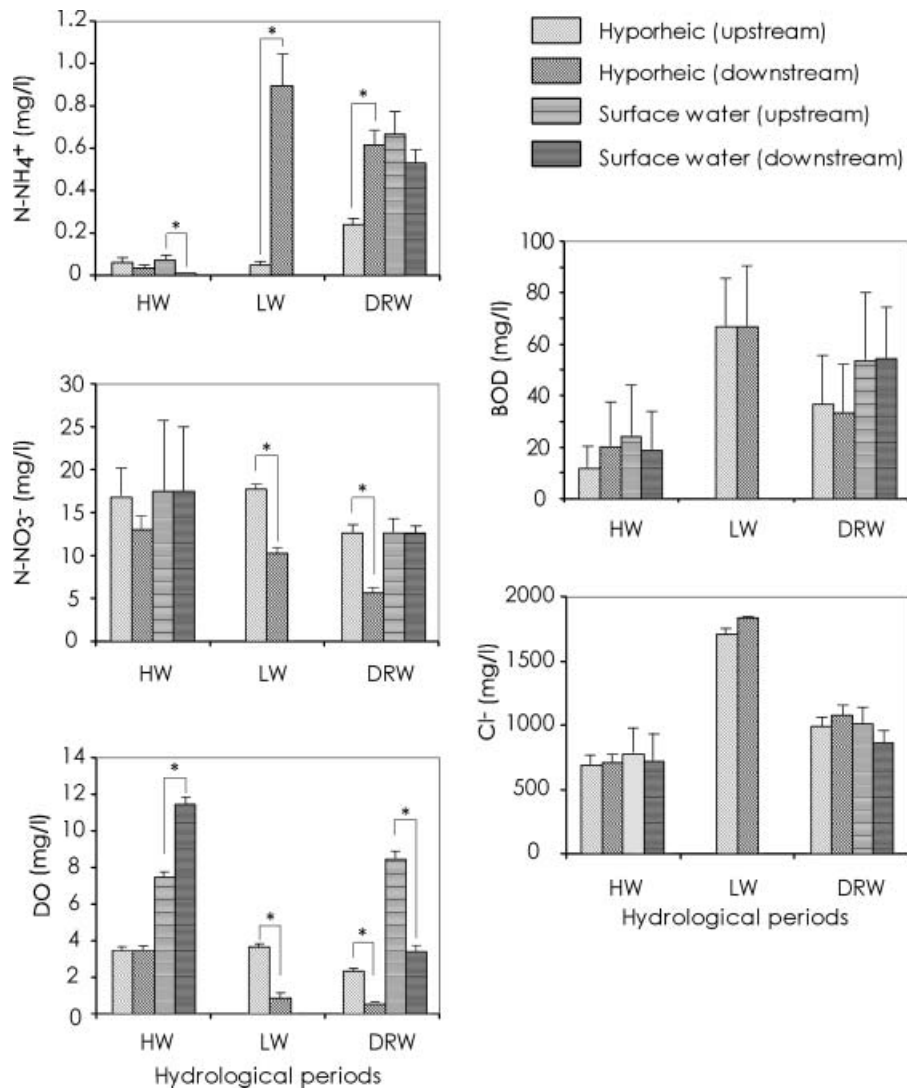 N-NH4+ (mg/l)
1.2
1.0
0.8
0.6
0.4
0.2
0
*
*
*
HW LW DRW
Hyporheic (upstream)
Hyporheic (downstream)
Surface water (upstream)
Surface water (downstream)
N-NO3- (mg/l)
30
25
20
15
10
5
0
*
*
HW LW DRW
BOD (mg/l)
100
80
60
40
20
0
HW LW DRW
DO (mg/l)
14
12
10
8
6
4
2
0
*
*
*
*
HW LW DRW
Hydrological periods
Cl- (mg/l)
2000
1500
1000
500
0
HW LW DRW
Hydrological periods